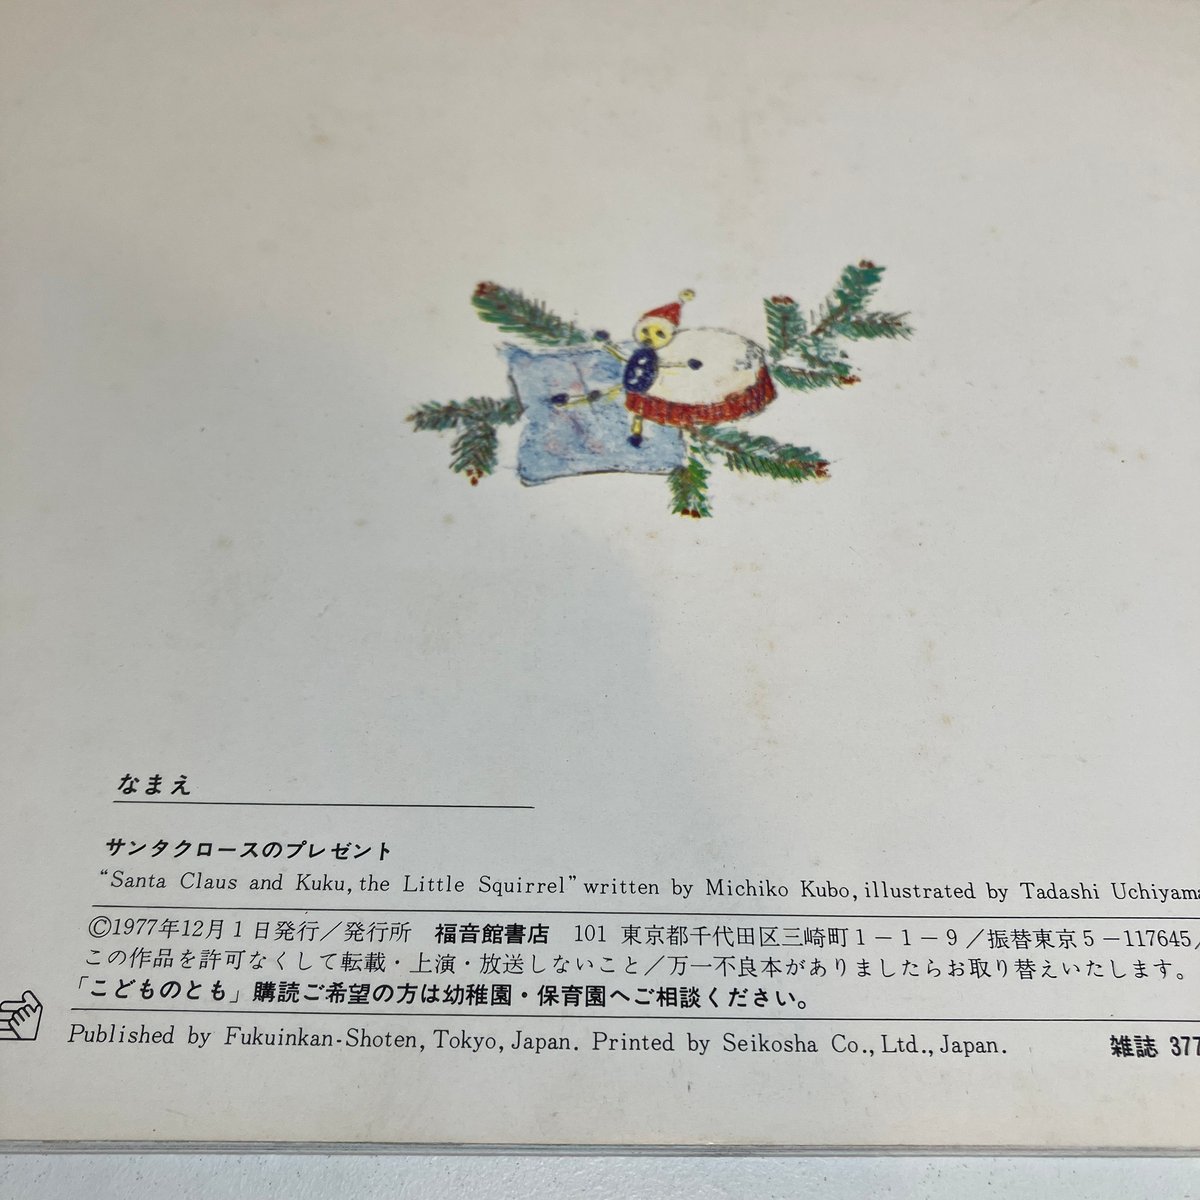 なまえ
サンタクロースのプレゼント
“Santa Claus and Kuku, the Little Squirrel” written by Michiko Kubo, illustrated by Tadashi Uchiyama
©1977年12月1日発行／発行所 福音館書店 101 東京都千代田区三崎町1－1－9／振替東京5－117645／
この作品を許可なくして転載・上演・放送しないこと／万一不良本がありましたらお取り替えいたします。
「こどものとも」購読ご希望の方は幼稚園・保育園へご相談ください。
Published by Fukuinkan-Shoten, Tokyo, Japan. Printed by Seikosha Co., Ltd., Japan.
雑誌 377